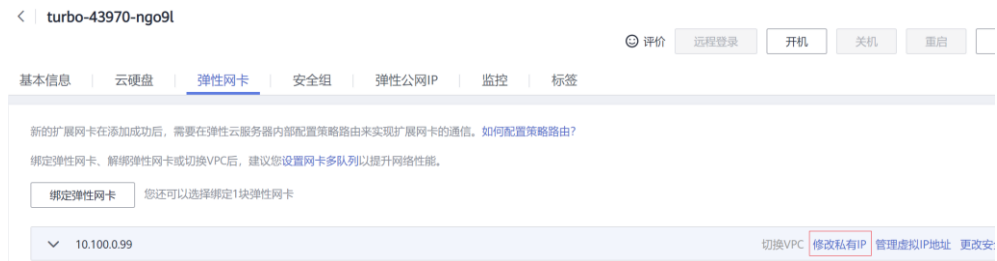 turbo-43970-ngo9l
评价 远程登录 开机 关机 重启
基本信息 云硬盘 弹性网卡 安全组 弹性公网IP 监控 标签
新的扩展网卡在添加成功后，需要在弹性云服务器内部配置策略路由来实现扩展网卡的通信。如何配置策略路由?
绑定弹性网卡、解绑弹性网卡或切换VPC后，建议您设置网卡多队列以提升网络性能。
绑定弹性网卡 您还可以选择绑定1块弹性网卡
10.100.0.99 切换VPC 修改私有IP 管理虚拟IP地址 更改安